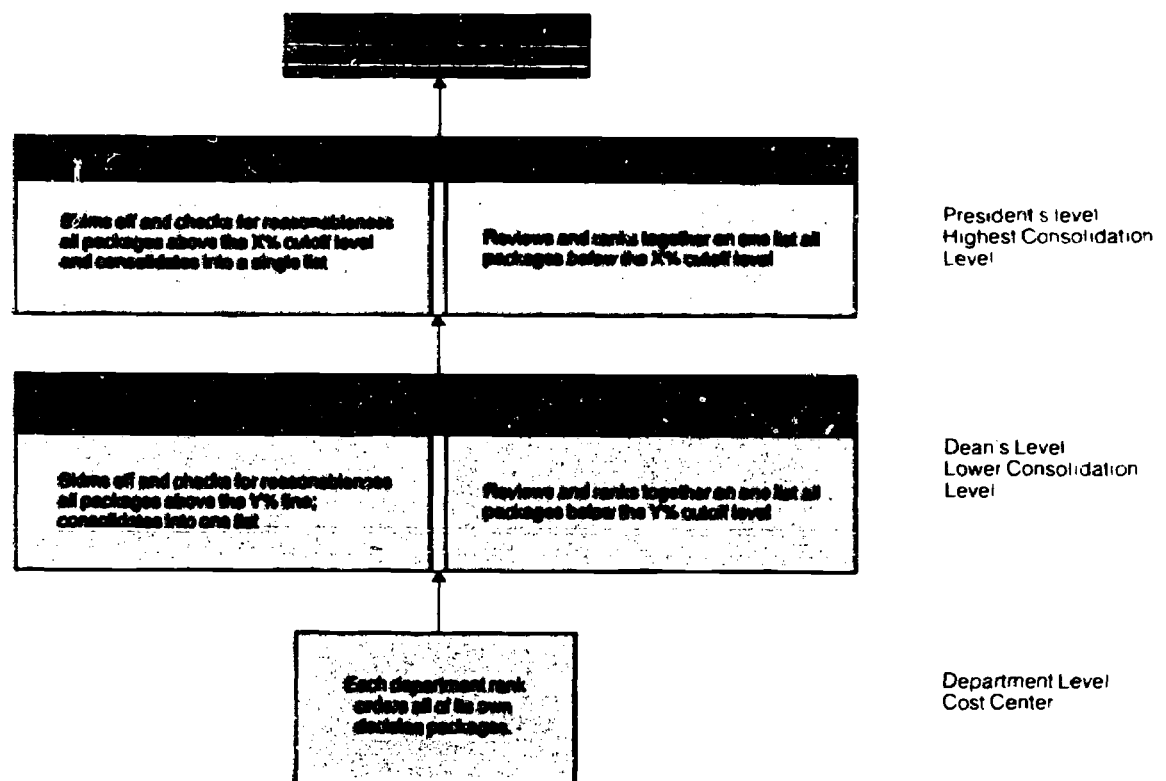 Skims off and checks for reasonableness
all packages above the X% cutoff level
and consolidates into a single list
Reviews and ranks together on one list all
packages below the X% cutoff level
President s level
Highest Consolidation
Level
Skims off and checks for reasonableness
all packages above the Y% line;
consolidates into one list
Reviews and ranks together on one list all
packages below the Y% cutoff level
Dean's Level
Lower Consolidation
Level
Each department rank
orders all of its own
decision packages.
Department Level
Cost Center